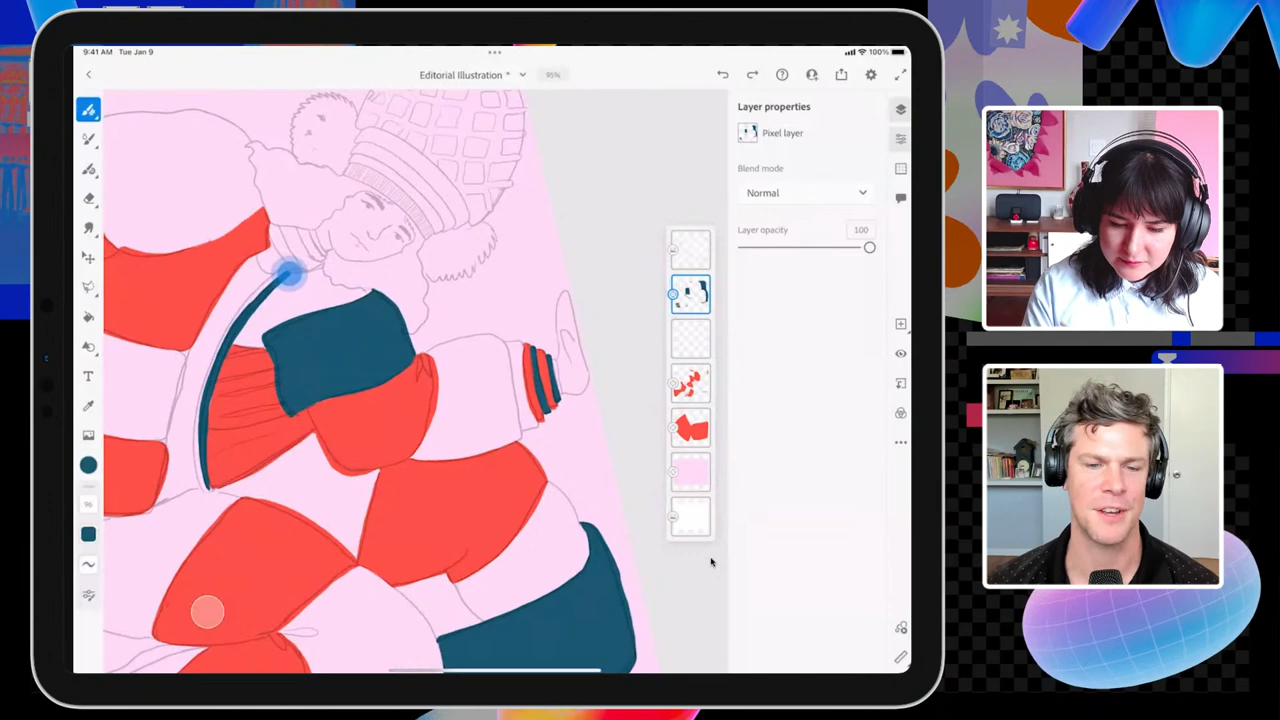 9:41 AM Tue Jan 9
100%
Editorial Illustration *
95%
Layer properties
Pixel layer
Blend mode
Normal
Layer opacity
100
T
96